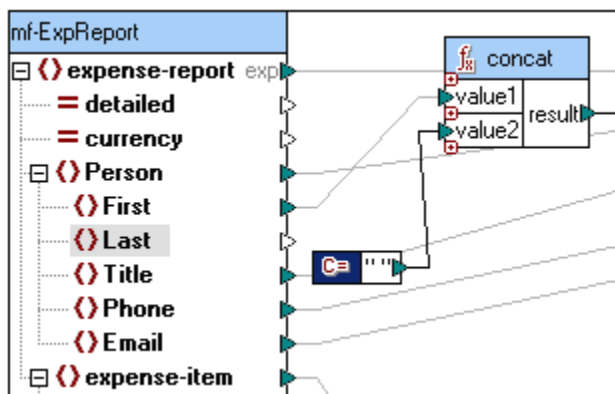 mf-ExpReport
expense-report exp
detailed
currency
Person
First
Last
Title
Phone
Email
expense-item
fx concat
value1
value2
result
C= " "